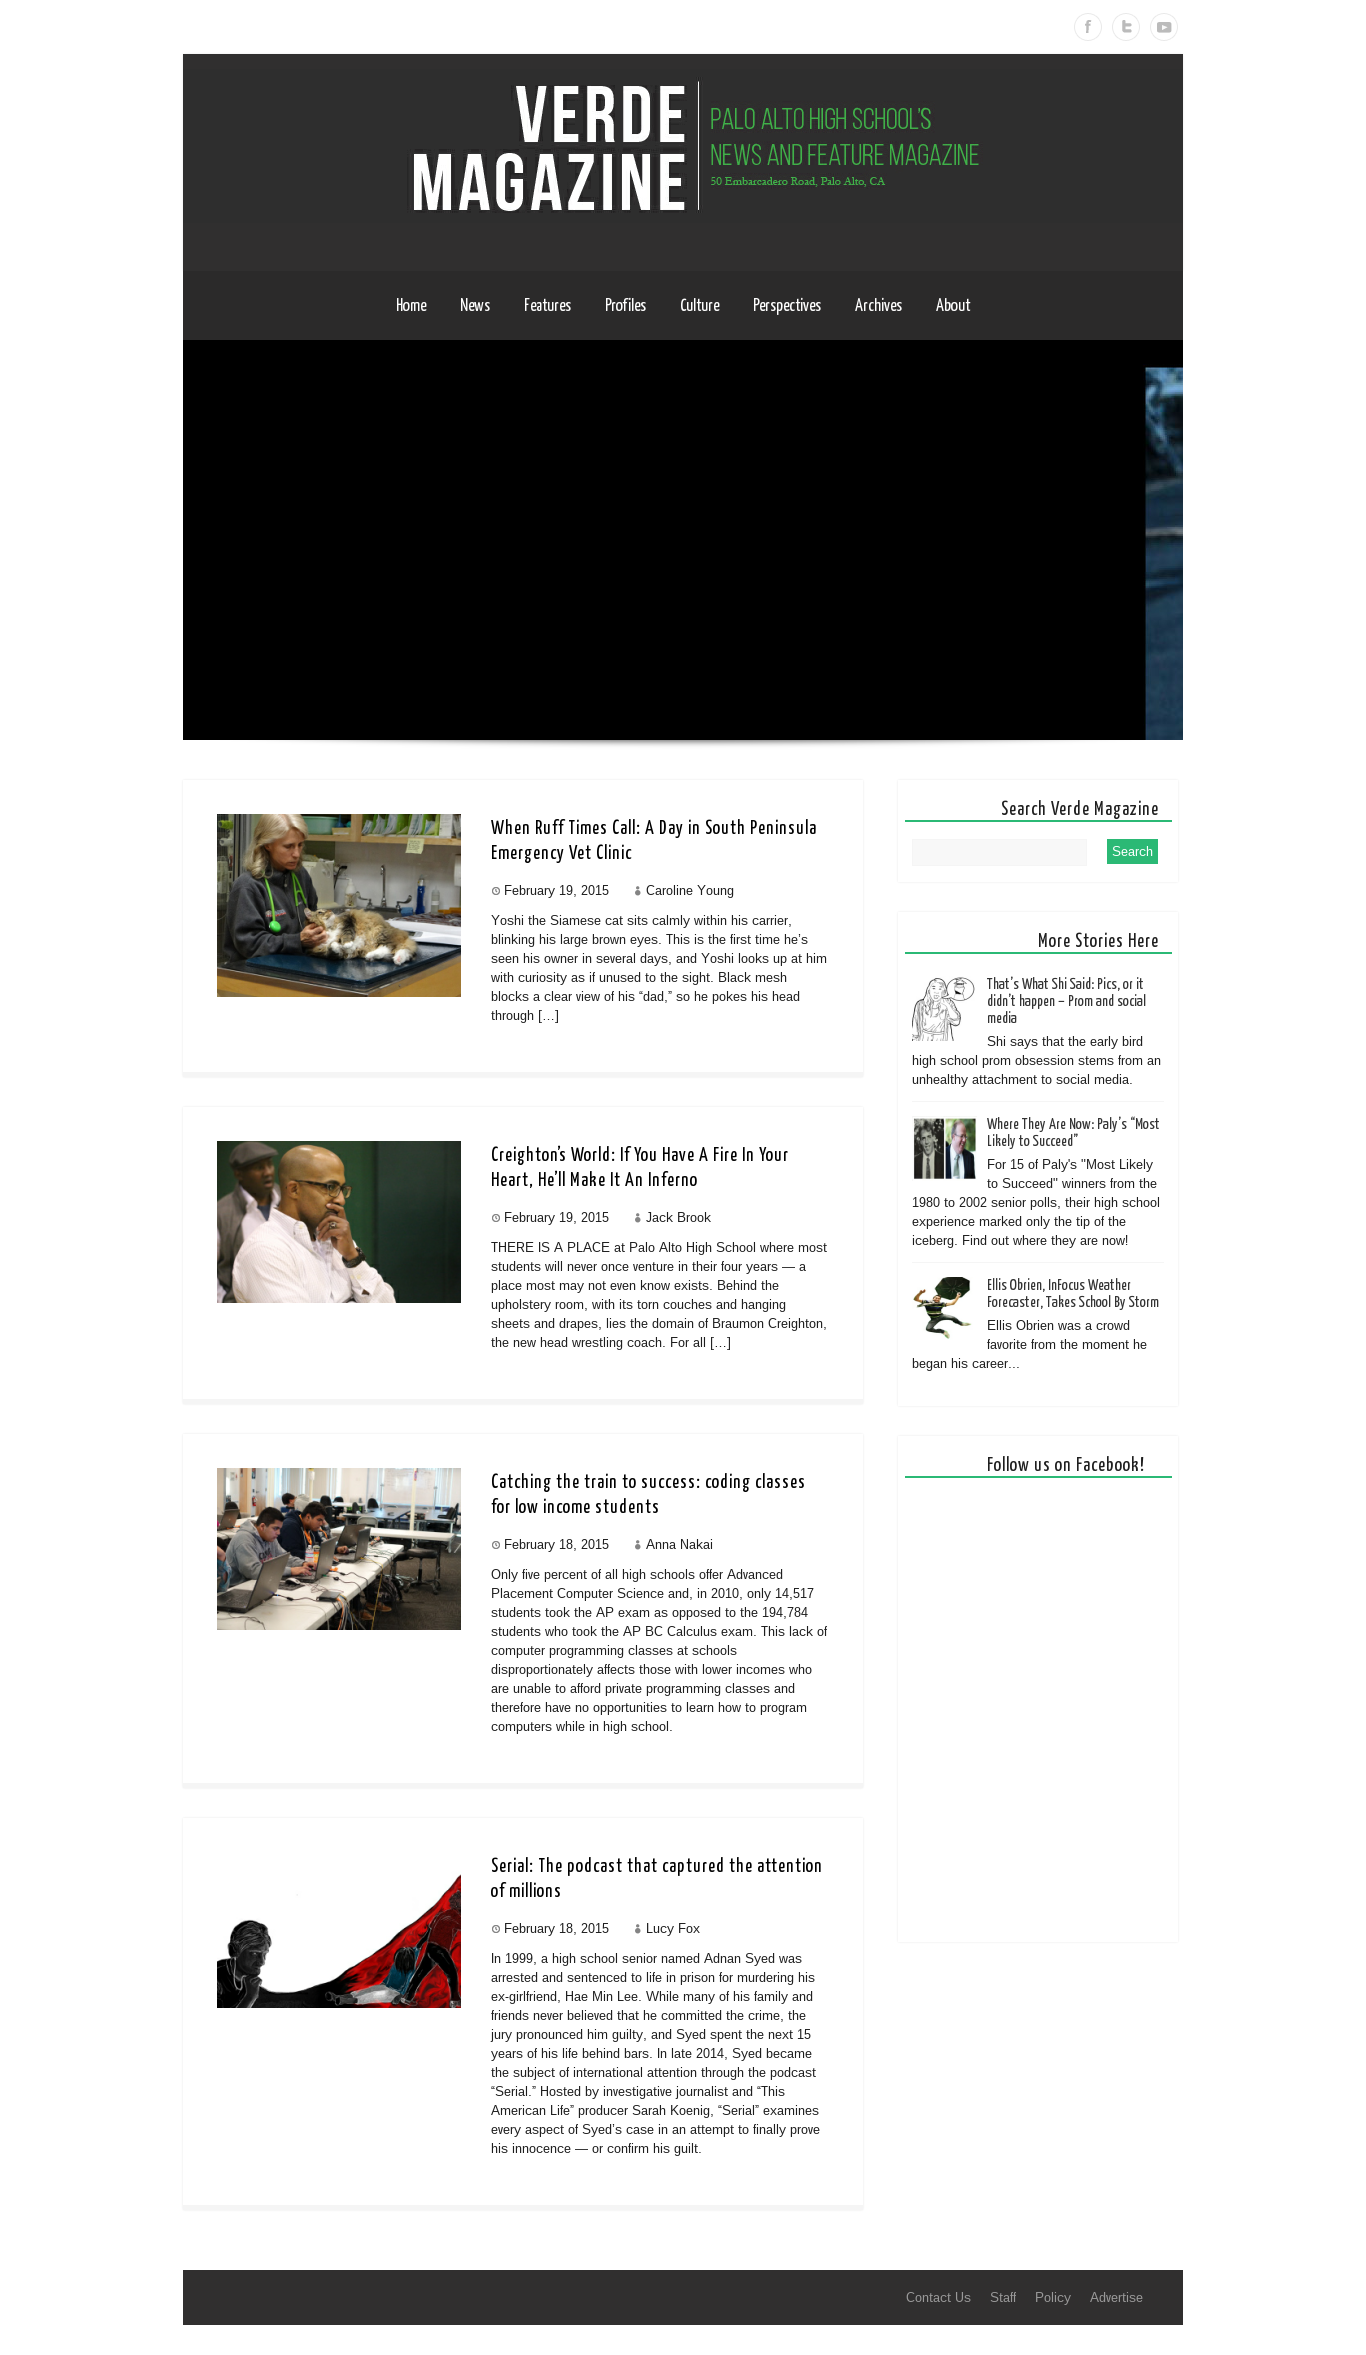 VERDE
MAGAZINE
PALO ALTO HIGH SCHOOL'S
NEWS AND FEATURE MAGAZINE
50 Embarcadero Road, Palo Alto, CA
Home News Features Profiles Culture Perspectives Archives About
When Ruff Times Call: A Day in South Peninsula
Emergency Vet Clinic
February 19, 2015 Caroline Young
Yoshi the Siamese cat sits calmly within his carrier,
blinking his large brown eyes. This is the first time he’s
seen his owner in several days, and Yoshi looks up at him
with curiosity as if unused to the sight. Black mesh
blocks a clear view of his “dad,” so he pokes his head
through […]
Creighton’s World: If You Have A Fire In Your
Heart, He’ll Make It An Inferno
February 19, 2015 Jack Brook
THERE IS A PLACE at Palo Alto High School where most
students will never once venture in their four years — a
place most may not even know exists. Behind the
upholstery room, with its torn couches and hanging
sheets and drapes, lies the domain of Braumon Creighton,
the new head wrestling coach. For all […]
Catching the train to success: coding classes
for low income students
February 18, 2015 Anna Nakai
Only five percent of all high schools offer Advanced
Placement Computer Science and, in 2010, only 14,517
students took the AP exam as opposed to the 194,784
students who took the AP BC Calculus exam. This lack of
computer programming classes at schools
disproportionately affects those with lower incomes who
are unable to afford private programming classes and
therefore have no opportunities to learn how to program
computers while in high school.
Serial: The podcast that captured the attention
of millions
February 18, 2015 Lucy Fox
In 1999, a high school senior named Adnan Syed was
arrested and sentenced to life in prison for murdering his
ex-girlfriend, Hae Min Lee. While many of his family and
friends never believed that he committed the crime, the
jury pronounced him guilty, and Syed spent the next 15
years of his life behind bars. In late 2014, Syed became
the subject of international attention through the podcast
“Serial.” Hosted by investigative journalist and “This
American Life” producer Sarah Koenig, “Serial” examines
every aspect of Syed’s case in an attempt to finally prove
his innocence — or confirm his guilt.
Search Verde Magazine
Search
More Stories Here
That’s What Shi Said: Pics, or it
didn’t happen – Prom and social
media
Shi says that the early bird
high school prom obsession stems from an
unhealthy attachment to social media.
Where They Are Now: Paly’s “Most
Likely to Succeed”
For 15 of Paly's "Most Likely
to Succeed" winners from the
1980 to 2002 senior polls, their high school
experience marked only the tip of the
iceberg. Find out where they are now!
Ellis Obrien, InFocus Weather
Forecaster, Takes School By Storm
Ellis Obrien was a crowd
favorite from the moment he
began his career...
Follow us on Facebook!
Contact Us Staff Policy Advertise